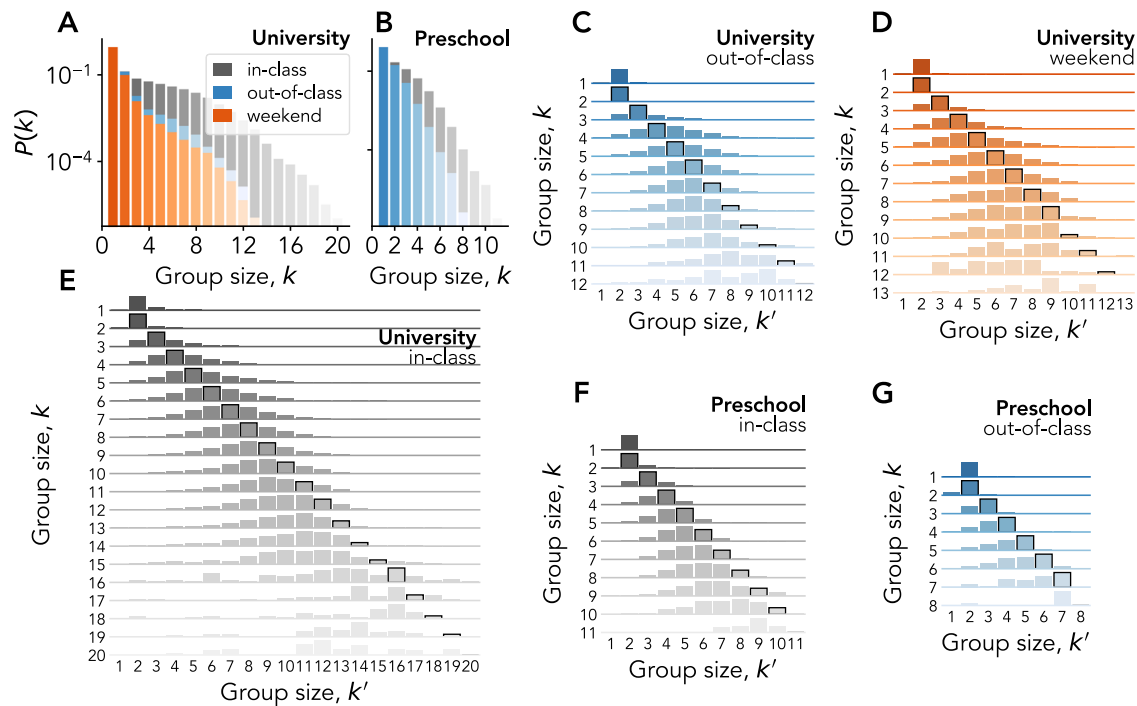 A
University
in-class
out-of-class
weekend
P(k)
10⁻¹
10⁻⁴
0 4 8 12 16 20
Group size, k
B
Preschool
0 2 4 6 8 10
Group size, k
C
University
out-of-class
Group size, k
1
2
3
4
5
6
7
8
9
10
11
12
1 2 3 4 5 6 7 8 9 10 11 12
Group size, k′
D
University
weekend
Group size, k
1
2
3
4
5
6
7
8
9
10
11
12
13
1 2 3 4 5 6 7 8 9 10 11 12 13
Group size, k′
E
University
in-class
Group size, k
1
2
3
4
5
6
7
8
9
10
11
12
13
14
15
16
17
18
19
20
1 2 3 4 5 6 7 8 9 10 11 12 13 14 15 16 17 18 19 20
Group size, k′
F
Preschool
in-class
Group size, k
1
2
3
4
5
6
7
8
9
10
11
1 2 3 4 5 6 7 8 9 10 11
Group size, k′
G
Preschool
out-of-class
Group size, k
1
2
3
4
5
6
7
8
1 2 3 4 5 6 7 8
Group size, k′